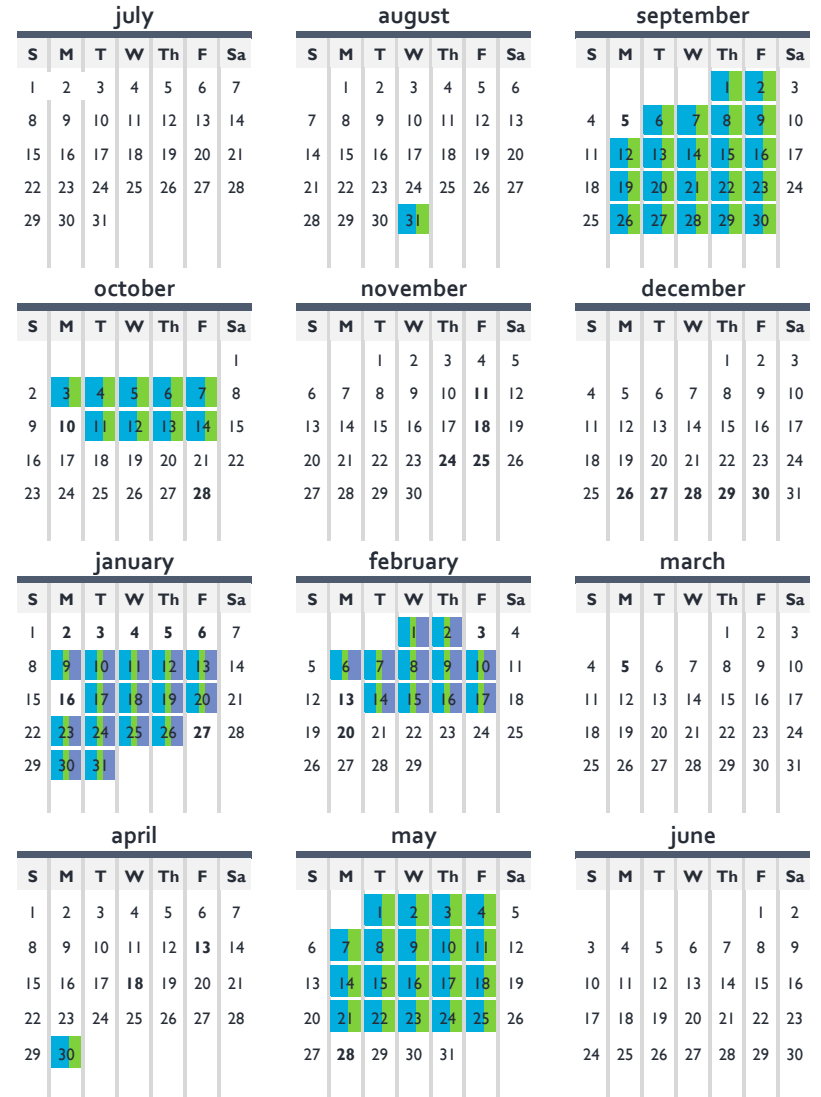 july
S M T W Th F Sa
1 2 3 4 5 6 7
8 9 10 11 12 13 14
15 16 17 18 19 20 21
22 23 24 25 26 27 28
29 30 31
august
S M T W Th F Sa
1 2 3 4 5 6
7 8 9 10 11 12 13
14 15 16 17 18 19 20
21 22 23 24 25 26 27
28 29 30 31
september
S M T W Th F Sa
1 2 3
4 5 6 7 8 9 10
11 12 13 14 15 16 17
18 19 20 21 22 23 24
25 26 27 28 29 30
october
S M T W Th F Sa
1
2 3 4 5 6 7 8
9 10 11 12 13 14 15
16 17 18 19 20 21 22
23 24 25 26 27 28
november
S M T W Th F Sa
1 2 3 4 5
6 7 8 9 10 11 12
13 14 15 16 17 18 19
20 21 22 23 24 25 26
27 28 29 30
december
S M T W Th F Sa
1 2 3
4 5 6 7 8 9 10
11 12 13 14 15 16 17
18 19 20 21 22 23 24
25 26 27 28 29 30 31
january
S M T W Th F Sa
1 2 3 4 5 6 7
8 9 10 11 12 13 14
15 16 17 18 19 20 21
22 23 24 25 26 27 28
29 30 31
february
S M T W Th F Sa
1 2 3 4
5 6 7 8 9 10 11
12 13 14 15 16 17 18
19 20 21 22 23 24 25
26 27 28 29
march
S M T W Th F Sa
1 2 3
4 5 6 7 8 9 10
11 12 13 14 15 16 17
18 19 20 21 22 23 24
25 26 27 28 29 30 31
april
S M T W Th F Sa
1 2 3 4 5 6 7
8 9 10 11 12 13 14
15 16 17 18 19 20 21
22 23 24 25 26 27 28
29 30
may
S M T W Th F Sa
1 2 3 4 5
6 7 8 9 10 11 12
13 14 15 16 17 18 19
20 21 22 23 24 25 26
27 28 29 30 31
june
S M T W Th F Sa
1 2
3 4 5 6 7 8 9
10 11 12 13 14 15 16
17 18 19 20 21 22 23
24 25 26 27 28 29 30